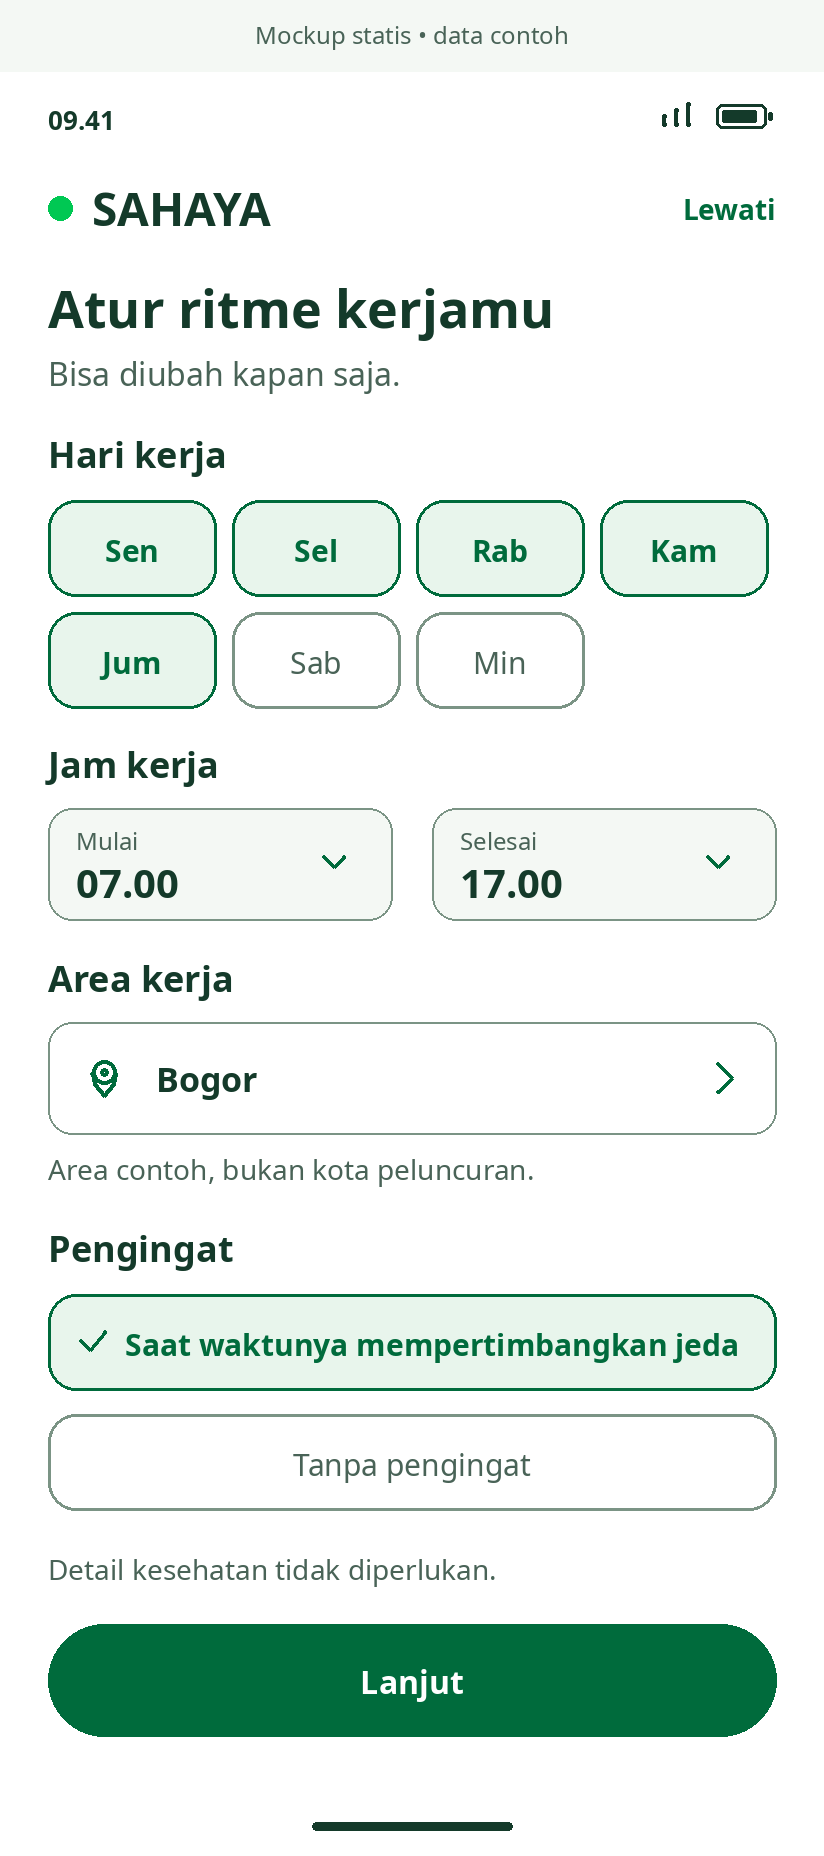 Mockup statis • data contoh
09.41
SAHAYA
Lewati
Atur ritme kerjamu
Bisa diubah kapan saja.
Hari kerja
Sen Sel Rab Kam
Jum Sab Min
Jam kerja
Mulai Selesai
07.00 17.00
Area kerja
Bogor
Area contoh, bukan kota peluncuran.
Pengingat
Saat waktunya mempertimbangkan jeda
Tanpa pengingat
Detail kesehatan tidak diperlukan.
Lanjut